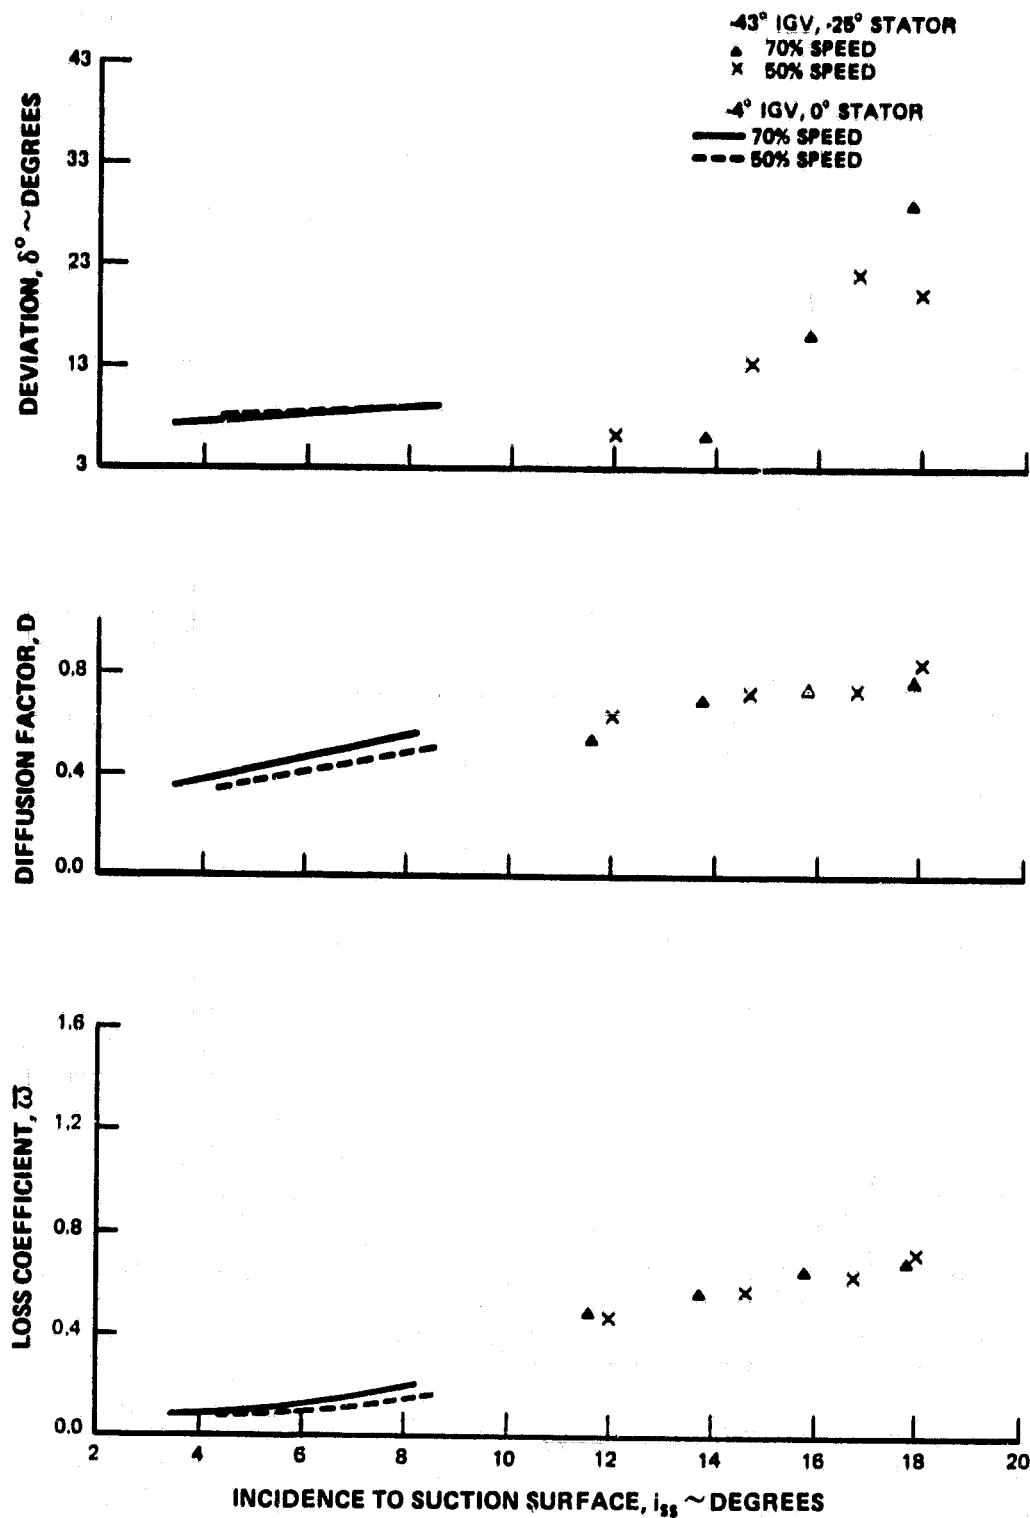 -43° IGV, -25° STATOR
▲ 70% SPEED
× 50% SPEED
-4° IGV, 0° STATOR
70% SPEED
50% SPEED
DEVIATION, δ° ~ DEGREES
43
33
23
13
3
DIFFUSION FACTOR, D
0.8
0.4
0.0
LOSS COEFFICIENT, ω̅
1.6
1.2
0.8
0.4
0.0
2 4 6 8 10 12 14 16 18 20
INCIDENCE TO SUCTION SURFACE, iss ~ DEGREES